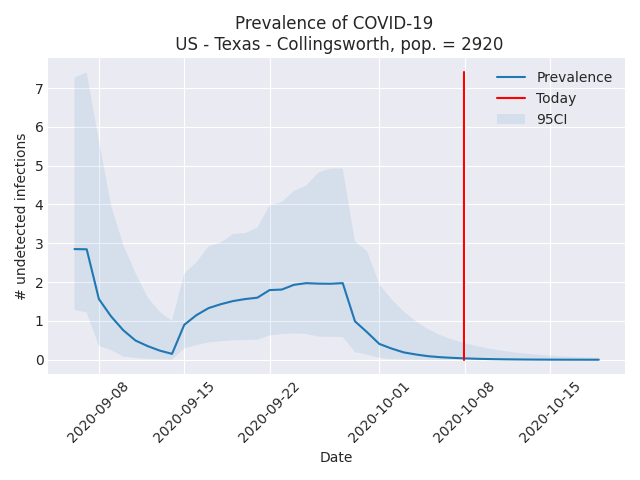 Prevalence of COVID-19
US - Texas - Collingsworth, pop. = 2920
Prevalence
Today
95CI
# undetected infections
7
6
5
4
3
2
1
0
2020-09-08
2020-09-15
2020-09-22
2020-10-01
2020-10-08
2020-10-15
Date